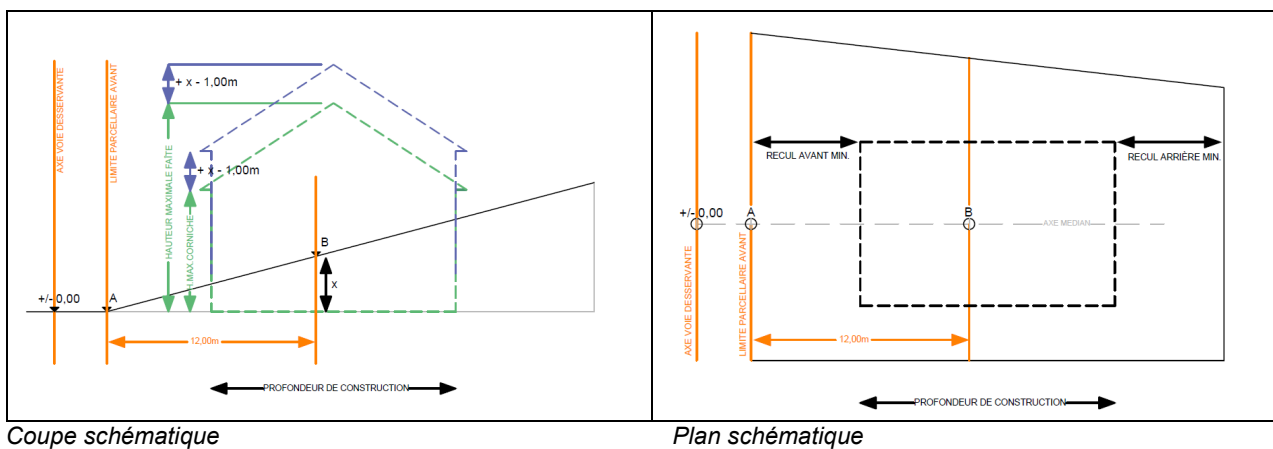 AXE VOIE DESSERVANTE
LIMITE PARCELLAIRE AVANT
+ x - 1,00m
HAUTEUR MAXIMALE FAÎTE
+ x - 1,00m
H.MAX.CORNICHE
B
x
+/- 0,00
A
12,00m
PROFONDEUR DE CONSTRUCTION
RECUL AVANT MIN.
RECUL ARRIÈRE MIN.
+/- 0,00
A
B
AXE MEDIAN
AXE VOIE DESSERVANTE
LIMITE PARCELLAIRE AVANT
12,00m
PROFONDEUR DE CONSTRUCTION
Coupe schématique
Plan schématique